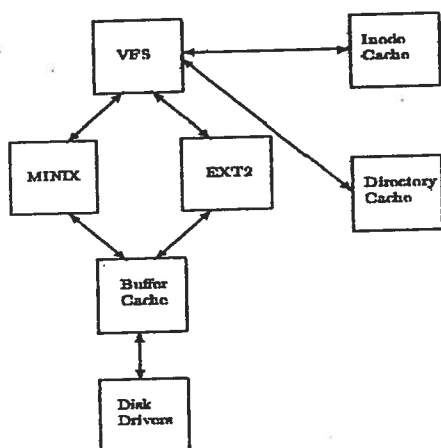 VFS
Inode
Cache
MINIX
EXT2
Directory
Cache
Buffer
Cache
Disk
Drivers